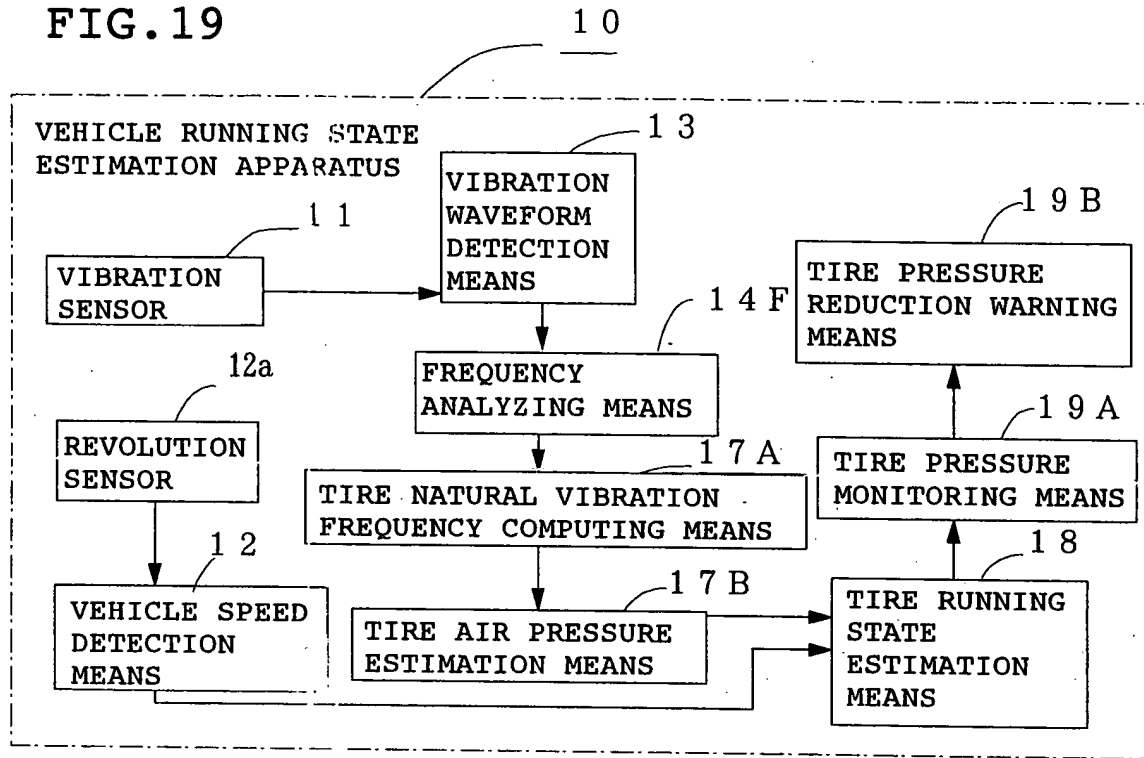 FIG.19
10
VEHICLE RUNNING STATE
ESTIMATION APPARATUS
13
VIBRATION
WAVEFORM
DETECTION
MEANS
11
VIBRATION
SENSOR
19B
TIRE PRESSURE
REDUCTION WARNING
MEANS
14F
FREQUENCY
ANALYZING MEANS
12a
REVOLUTION
SENSOR
19A
TIRE PRESSURE
MONITORING MEANS
17A
TIRE NATURAL VIBRATION
FREQUENCY COMPUTING MEANS
12
VEHICLE SPEED
DETECTION
MEANS
17B
TIRE AIR PRESSURE
ESTIMATION MEANS
18
TIRE RUNNING
STATE
ESTIMATION
MEANS